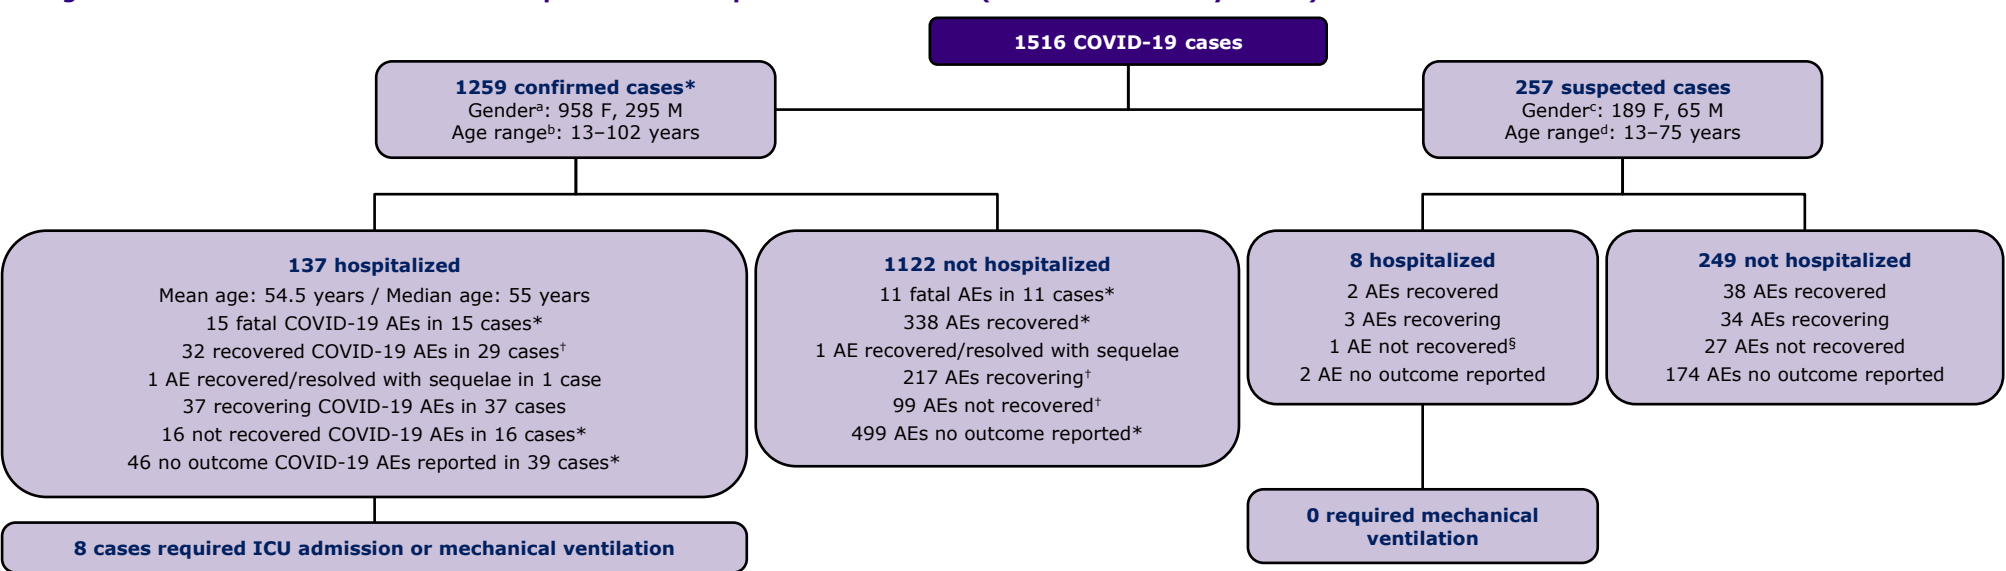 1516 COVID-19 cases
1259 confirmed cases*
Genderᵃ: 958 F, 295 M
Age rangeᵇ: 13–102 years
257 suspected cases
Genderᶜ: 189 F, 65 M
Age rangeᵈ: 13–75 years
137 hospitalized
Mean age: 54.5 years / Median age: 55 years
15 fatal COVID-19 AEs in 15 cases*
32 recovered COVID-19 AEs in 29 cases†
1 AE recovered/resolved with sequelae in 1 case
37 recovering COVID-19 AEs in 37 cases
16 not recovered COVID-19 AEs in 16 cases*
46 no outcome COVID-19 AEs reported in 39 cases*
1122 not hospitalized
11 fatal AEs in 11 cases*
338 AEs recovered*
1 AE recovered/resolved with sequelae
217 AEs recovering†
99 AEs not recovered†
499 AEs no outcome reported*
8 hospitalized
2 AEs recovered
3 AEs recovering
1 AE not recovered§
2 AE no outcome reported
249 not hospitalized
38 AEs recovered
34 AEs recovering
27 AEs not recovered
174 AEs no outcome reported
8 cases required ICU admission or mechanical ventilation
0 required mechanical
ventilation